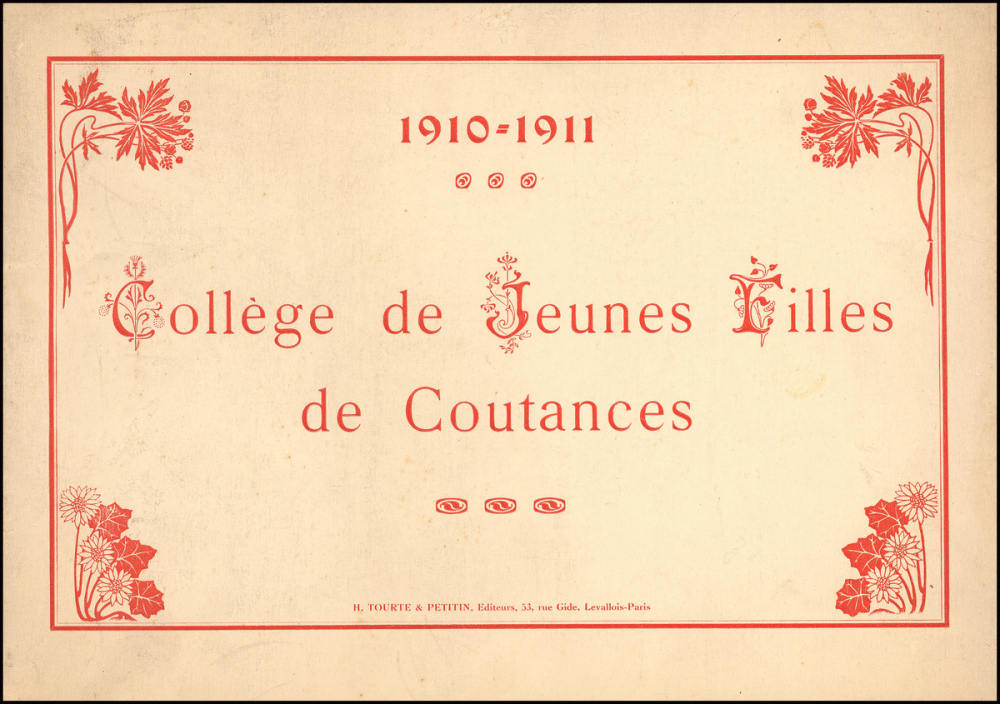 1910-1911
Collège de Jeunes Filles
de Coutances
H. TOURTE & PETITIN, Editeurs, 53, rue Gide, Levallois-Paris